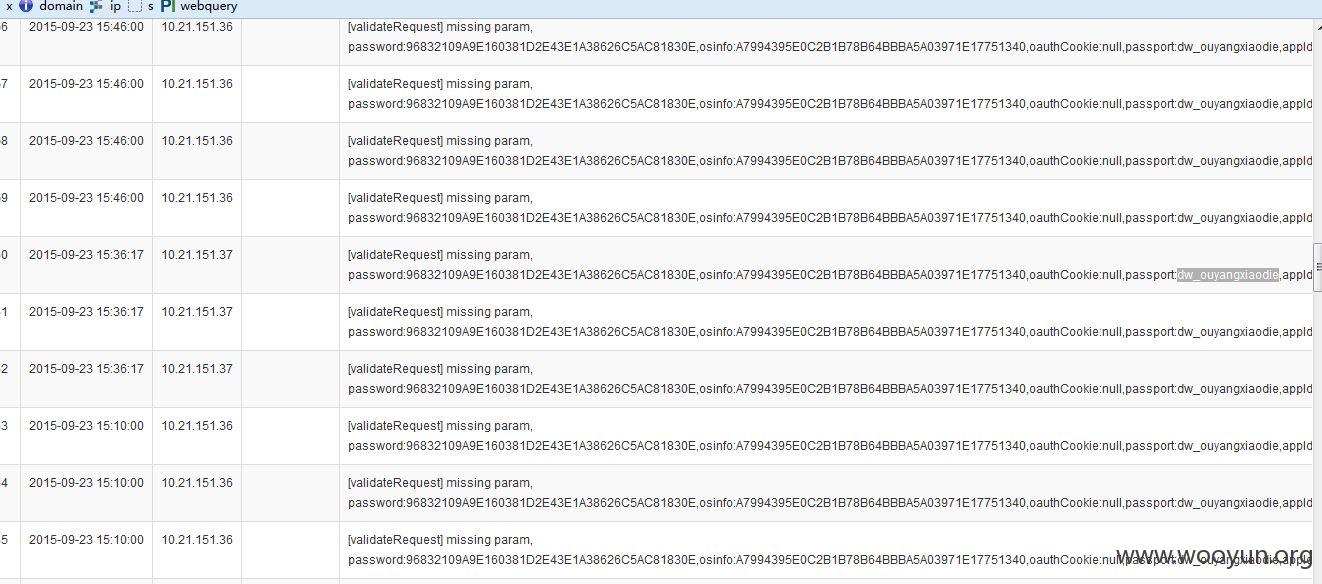 x domain ip s PI webquery
6 2015-09-23 15:46:00 10.21.151.36 [validateRequest] missing param,
password:96832109A9E160381D2E43E1A38626C5AC81830E,osinfo:A7994395E0C2B1B78B64BBBA5A03971E17751340,oauthCookie:null,passport:dw_ouyangxiaodie,appId
7 2015-09-23 15:46:00 10.21.151.36 [validateRequest] missing param,
password:96832109A9E160381D2E43E1A38626C5AC81830E,osinfo:A7994395E0C2B1B78B64BBBA5A03971E17751340,oauthCookie:null,passport:dw_ouyangxiaodie,appId
8 2015-09-23 15:46:00 10.21.151.36 [validateRequest] missing param,
password:96832109A9E160381D2E43E1A38626C5AC81830E,osinfo:A7994395E0C2B1B78B64BBBA5A03971E17751340,oauthCookie:null,passport:dw_ouyangxiaodie,appId
9 2015-09-23 15:46:00 10.21.151.36 [validateRequest] missing param,
password:96832109A9E160381D2E43E1A38626C5AC81830E,osinfo:A7994395E0C2B1B78B64BBBA5A03971E17751340,oauthCookie:null,passport:dw_ouyangxiaodie,appId
0 2015-09-23 15:36:17 10.21.151.37 [validateRequest] missing param,
password:96832109A9E160381D2E43E1A38626C5AC81830E,osinfo:A7994395E0C2B1B78B64BBBA5A03971E17751340,oauthCookie:null,passport:dw_ouyangxiaodie,appId
1 2015-09-23 15:36:17 10.21.151.37 [validateRequest] missing param,
password:96832109A9E160381D2E43E1A38626C5AC81830E,osinfo:A7994395E0C2B1B78B64BBBA5A03971E17751340,oauthCookie:null,passport:dw_ouyangxiaodie,appId
2 2015-09-23 15:36:17 10.21.151.37 [validateRequest] missing param,
password:96832109A9E160381D2E43E1A38626C5AC81830E,osinfo:A7994395E0C2B1B78B64BBBA5A03971E17751340,oauthCookie:null,passport:dw_ouyangxiaodie,appId
3 2015-09-23 15:10:00 10.21.151.36 [validateRequest] missing param,
password:96832109A9E160381D2E43E1A38626C5AC81830E,osinfo:A7994395E0C2B1B78B64BBBA5A03971E17751340,oauthCookie:null,passport:dw_ouyangxiaodie,appId
4 2015-09-23 15:10:00 10.21.151.36 [validateRequest] missing param,
password:96832109A9E160381D2E43E1A38626C5AC81830E,osinfo:A7994395E0C2B1B78B64BBBA5A03971E17751340,oauthCookie:null,passport:dw_ouyangxiaodie,appId
5 2015-09-23 15:10:00 10.21.151.36 [validateRequest] missing param,
password:96832109A9E160381D2E43E1A38626C5AC81830E,osinfo:A7994395E0C2B1B78B64BBBA5A03971E17751340,oauthCookie:null,passport:dw_ouyangxiaodie,appId
www.wooyun.org